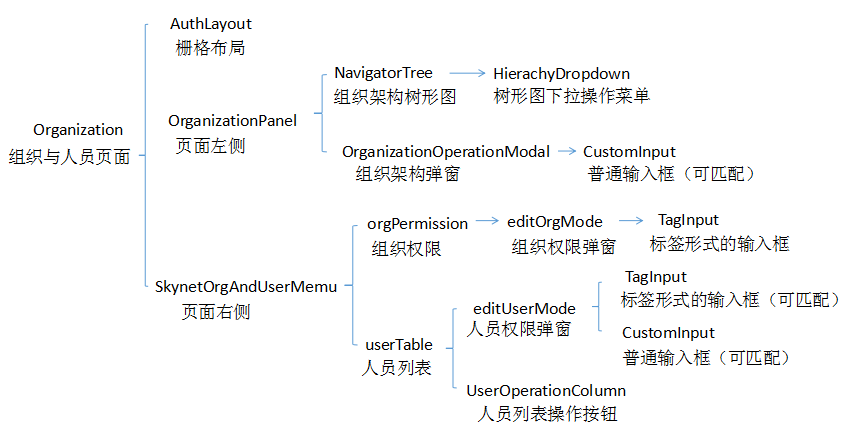 AuthLayout
栅格布局
NavigatorTree
组织架构树形图
HierachyDropdown
树形图下拉操作菜单
Organization
组织与人员页面
OrganizationPanel
页面左侧
OrganizationOperationModal
组织架构弹窗
CustomInput
普通输入框（可匹配）
orgPermission
组织权限
editOrgMode
组织权限弹窗
TagInput
标签形式的输入框
SkynetOrgAndUserMemu
页面右侧
TagInput
标签形式的输入框（可匹配）
editUserMode
人员权限弹窗
CustomInput
普通输入框（可匹配）
userTable
人员列表
UserOperationColumn
人员列表操作按钮